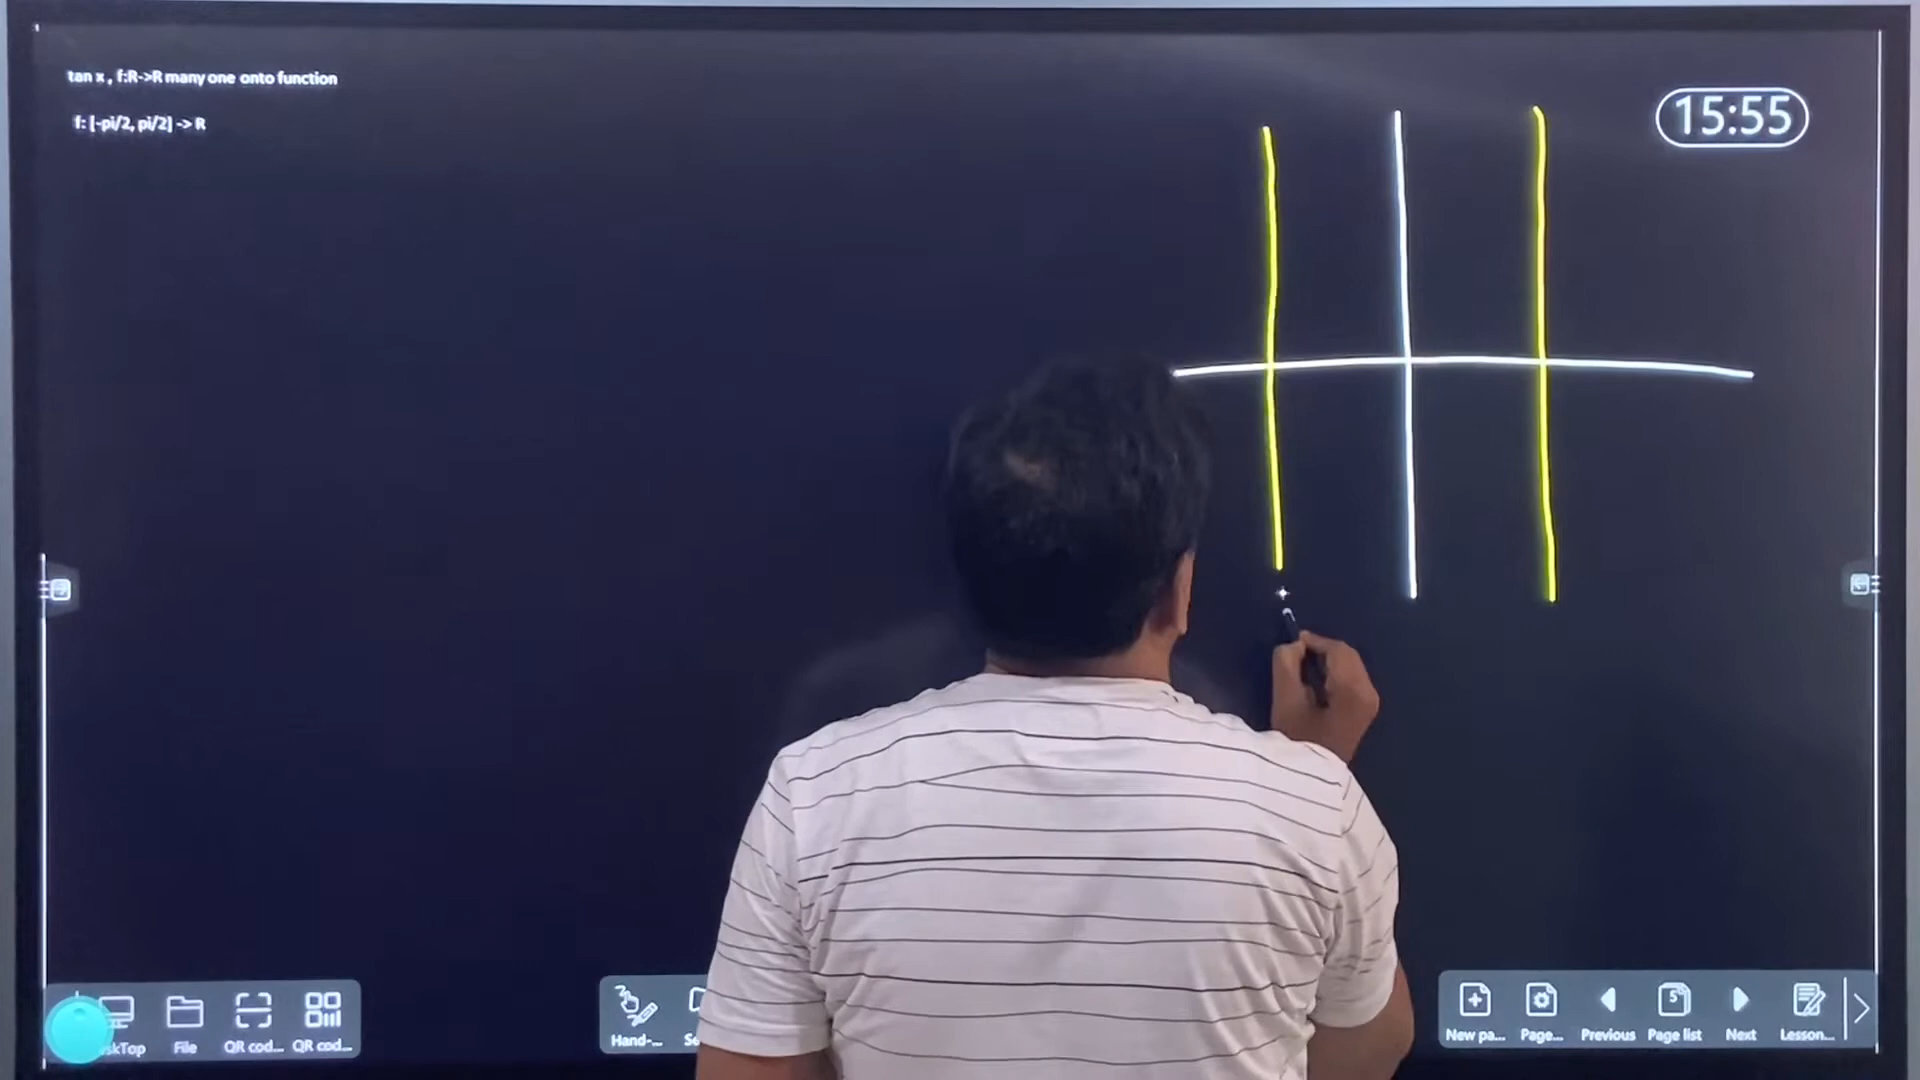 tan x , f:R->R many one onto function
15:55
f: [-pi/2, pi/2] -> R
File
QR cod...
QR cod...
Hand-...
New pa...
Page...
Previous
5
Page list
Next
Lesson...